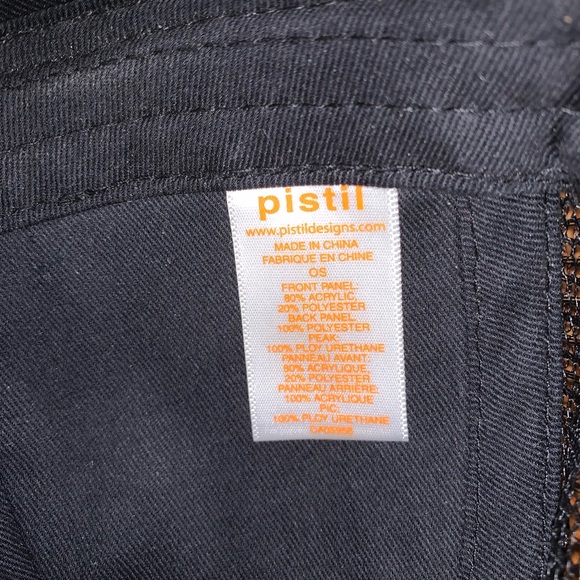 pistil
www.pistildesigns.com
MADE IN CHINA
FABRIQUE EN CHINE
OS
FRONT PANEL:
80% ACRYLIC,
20% POLYESTER
BACK PANEL:
100% POLYESTER
PEAK:
100% PLOY URETHANE
PANNEAU AVANT:
80% ACRYLIQUE,
20% POLYESTER
PANNEAU ARRIÈRE:
100% ACRYLIQUE
PIC:
100% PLOY URETHANE